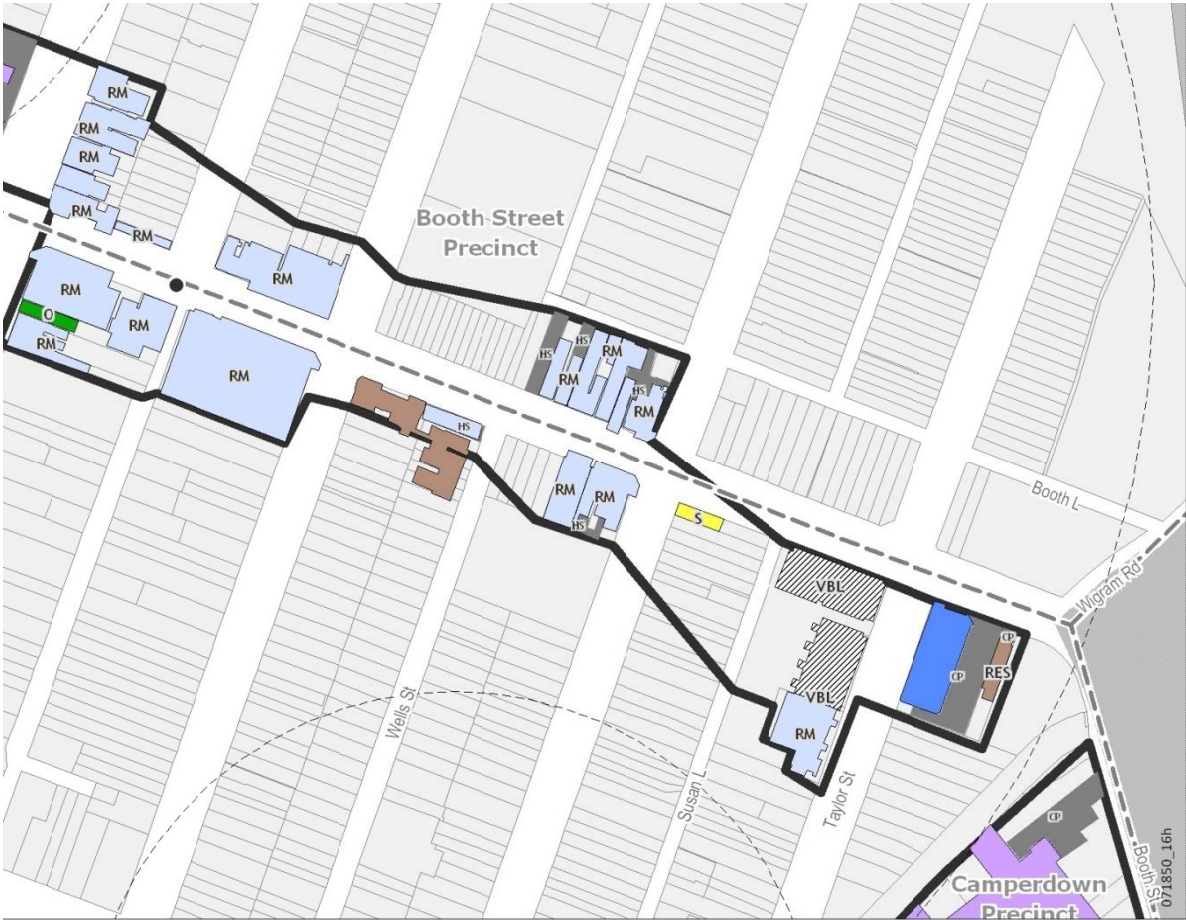 RM
RM
RM
RM
RM
RM
Booth Street
Precinct
RM
O
RM
RM
RM
HS
HS
RM
RM
HS
RM
HS
RM
RM
HS
S
Booth L
Wigram Rd
VBL
VBL
RM
CP
CP
RES
Wells St
Susan L
Taylor St
CP
Camperdown
Precinct
Booth St
071850_16h